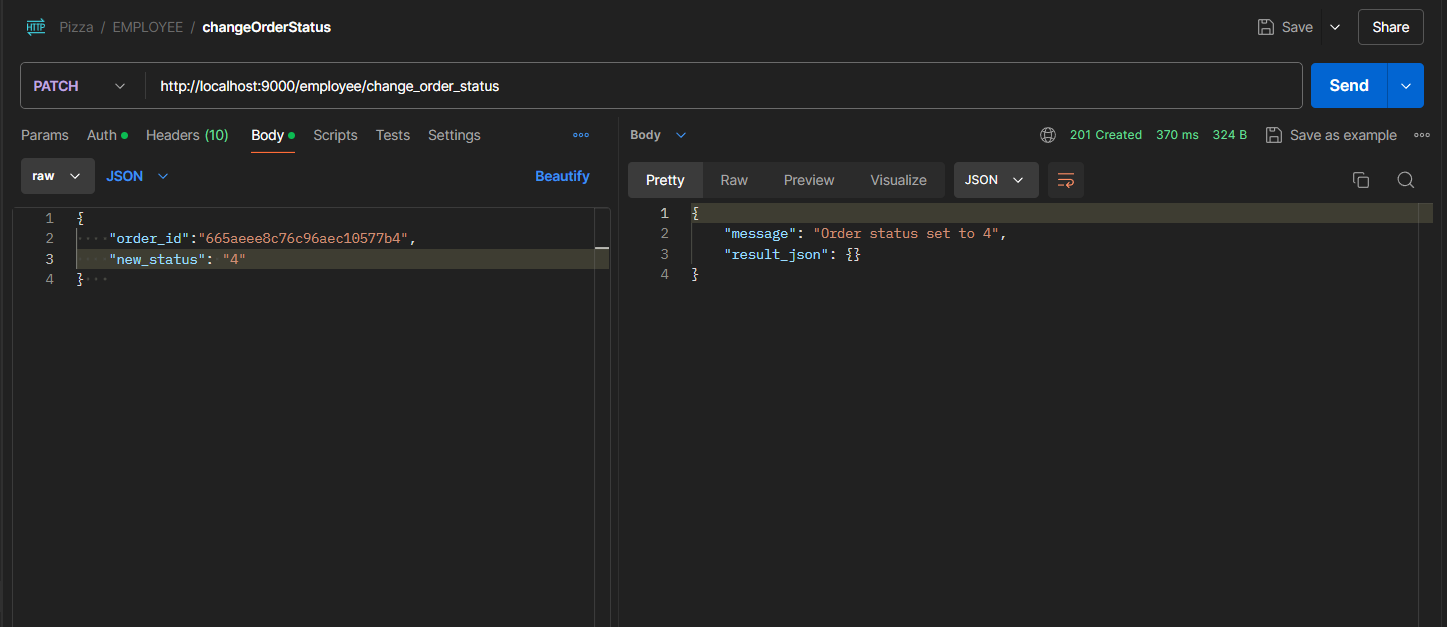 HTTP Pizza / EMPLOYEE / changeOrderStatus
Save
Share
PATCH
http://localhost:9000/employee/change_order_status
Send
Params Auth Headers (10) Body Scripts Tests Settings
raw JSON Beautify
1 {
2 "order_id":"665aeee8c76c96aec10577b4",
3 "new_status": "4"
4 }
Body 201 Created 370 ms 324 B Save as example
Pretty Raw Preview Visualize JSON
1 {
2 "message": "Order status set to 4",
3 "result_json": {}
4 }